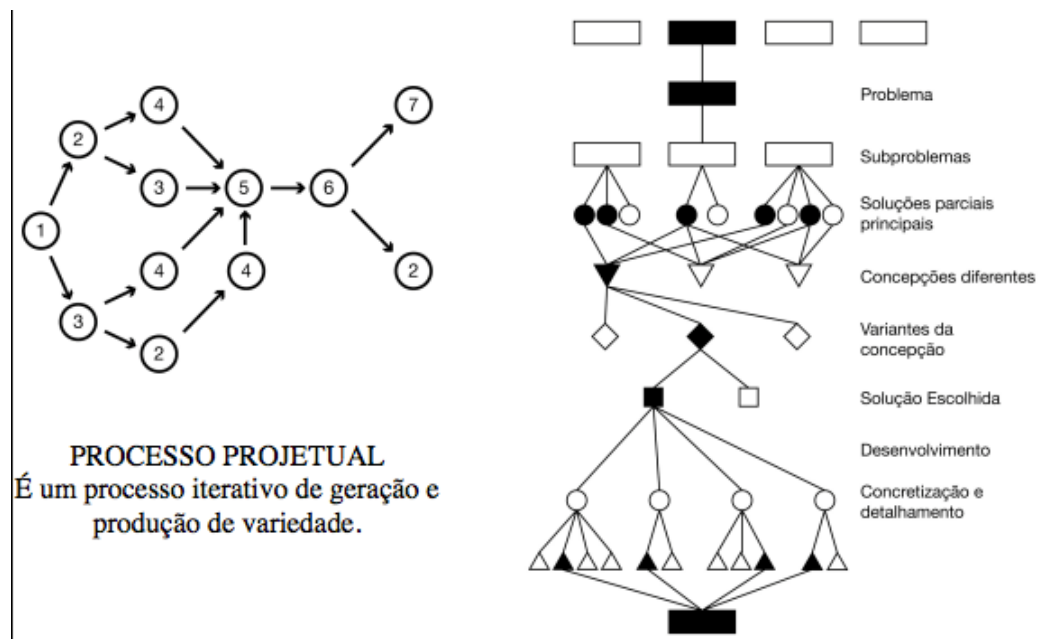 4
7
2
3
5
6
1
4
4
2
3
2
PROCESSO PROJETUAL
É um processo iterativo de geração e
produção de variedade.
Problema
Subproblemas
Soluções parciais
principais
Concepções diferentes
Variantes da
concepção
Solução Escolhida
Desenvolvimento
Concretização e
detalhamento